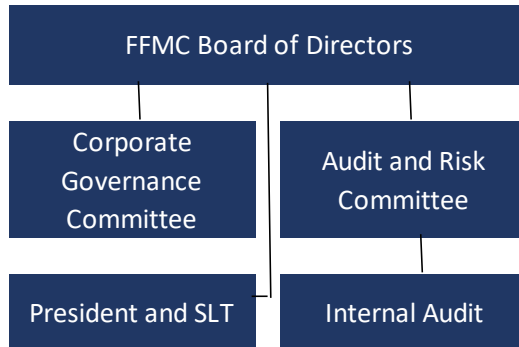 FFMC Board of Directors
Corporate
Governance
Committee
Audit and Risk
Committee
President and SLT
Internal Audit